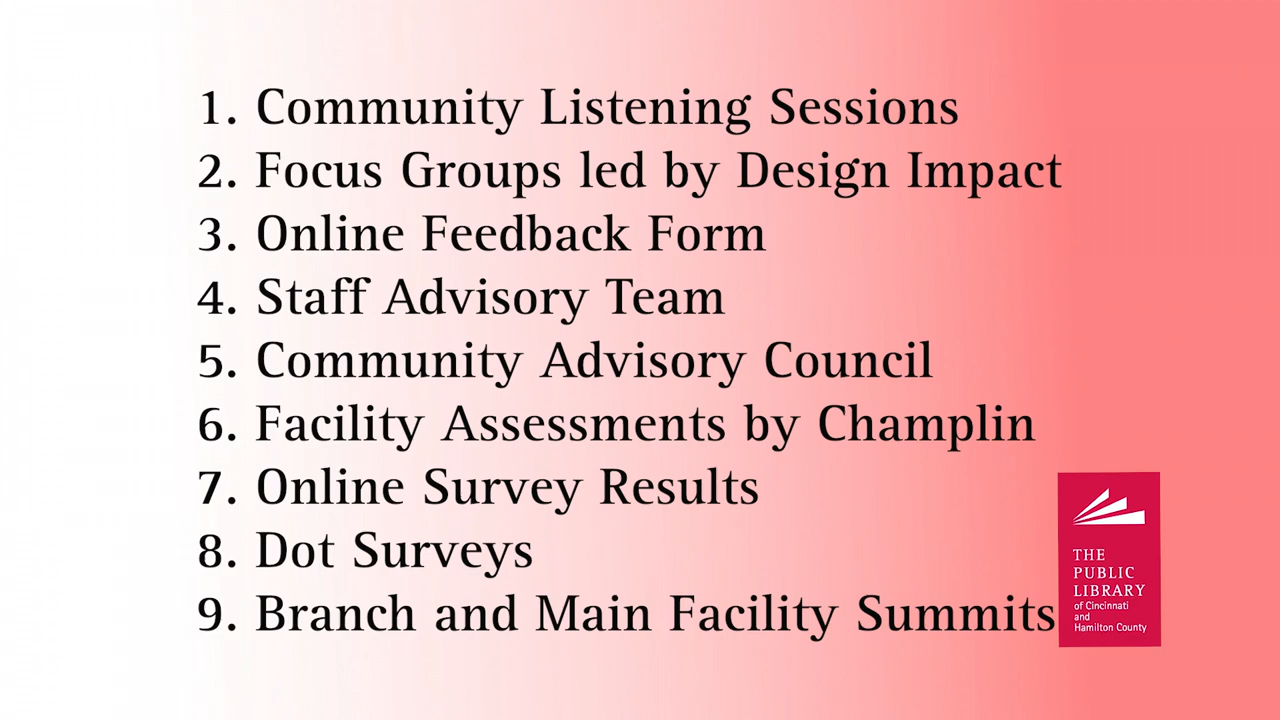 1. Community Listening Sessions
2. Focus Groups led by Design Impact
3. Online Feedback Form
4. Staff Advisory Team
5. Community Advisory Council
6. Facility Assessments by Champlin
7. Online Survey Results
8. Dot Surveys
9. Branch and Main Facility Summits
THE
PUBLIC
LIBRARY
of Cincinnati
and
Hamilton County